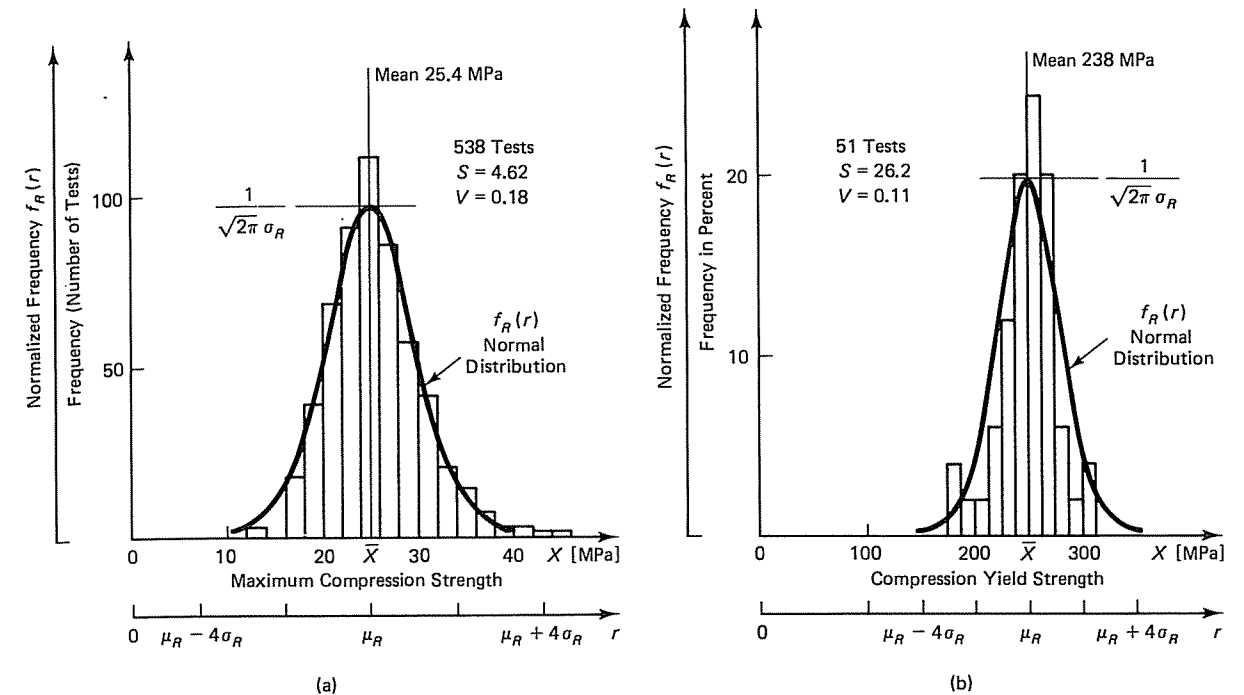 Normalized Frequency f_R(r)
Frequency (Number of Tests)
100
50
Mean 25.4 MPa
538 Tests
S = 4.62
V = 0.18
1
√2π σ_R
f_R(r)
Normal
Distribution
0 10 20 X̄ 30 40 X [MPa]
Maximum Compression Strength
0 μ_R − 4σ_R μ_R μ_R + 4σ_R r
(a)
Normalized Frequency f_R(r)
Frequency in Percent
20
10
Mean 238 MPa
51 Tests
S = 26.2
V = 0.11
1
√2π σ_R
f_R(r)
Normal
Distribution
0 100 200 X̄ 300 X [MPa]
Compression Yield Strength
0 μ_R − 4σ_R μ_R μ_R + 4σ_R r
(b)